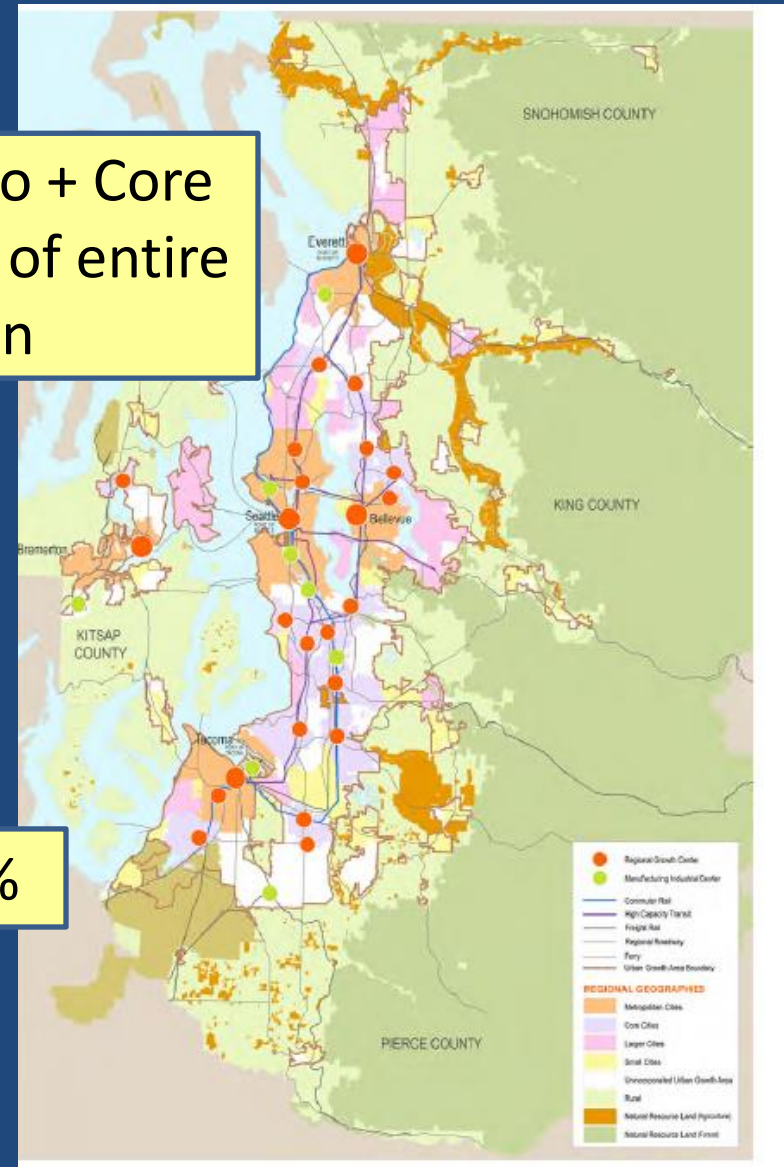 SNOHOMISH COUNTY
o + Core
of entire
n
Everett
Seattle
Bellevue
KING COUNTY
Bremerton
KITSAP
COUNTY
Tacoma
%
Regional Growth Center
Manufacturing Industrial Center
Commuter Rail
High Capacity Transit
Freight Rail
Regional Roadway
Ferry
Urban Growth Area Boundary
REGIONAL GEOGRAPHIES
Metropolitan Cities
Core Cities
Larger Cities
Small Cities
Unincorporated Urban Growth Area
Rural
Natural Resource Land (Agriculture)
Natural Resource Land (Forest)
PIERCE COUNTY